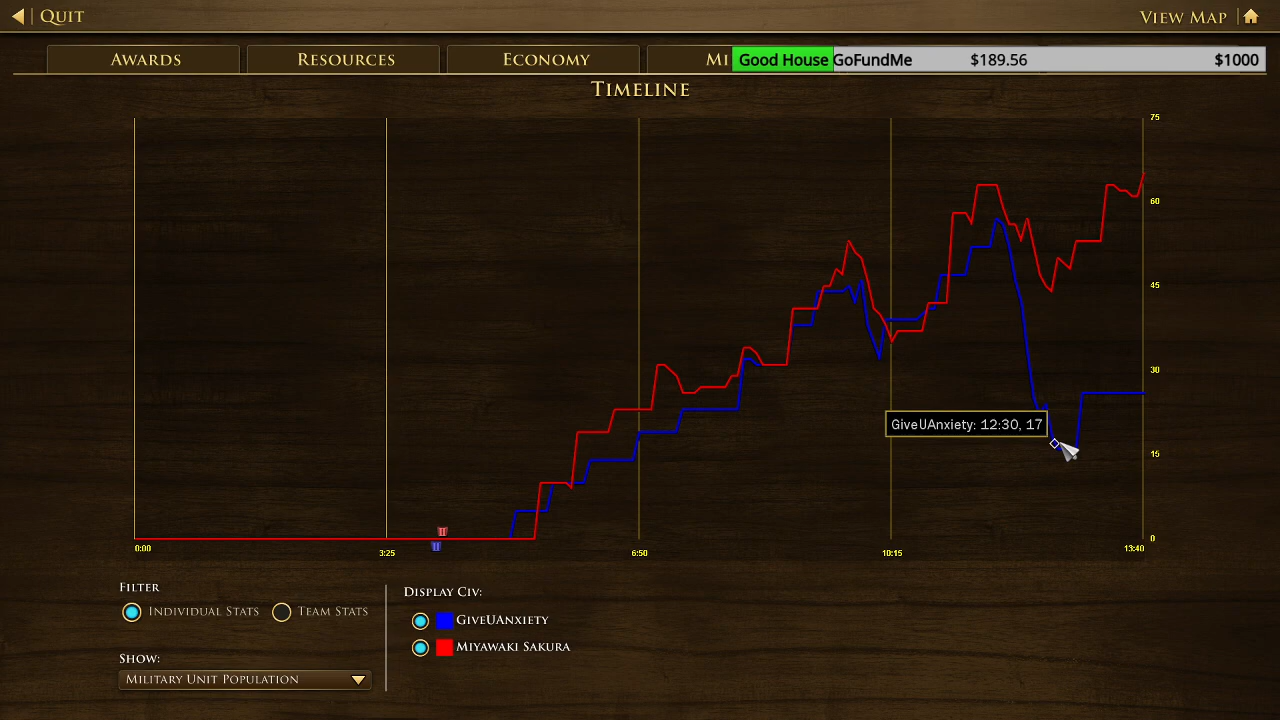 QUIT
VIEW MAP
AWARDS
RESOURCES
ECONOMY
MI
Good House GoFundMe $189.56 $1000
TIMELINE
75
60
45
30
15
0
GiveUAnxiety: 12:30, 17
II
II
0:00
3:25
6:50
10:15
13:40
FILTER
INDIVIDUAL STATS
TEAM STATS
SHOW:
MILITARY UNIT POPULATION
DISPLAY CIV:
GIVEUANXIETY
MIYAWAKI SAKURA